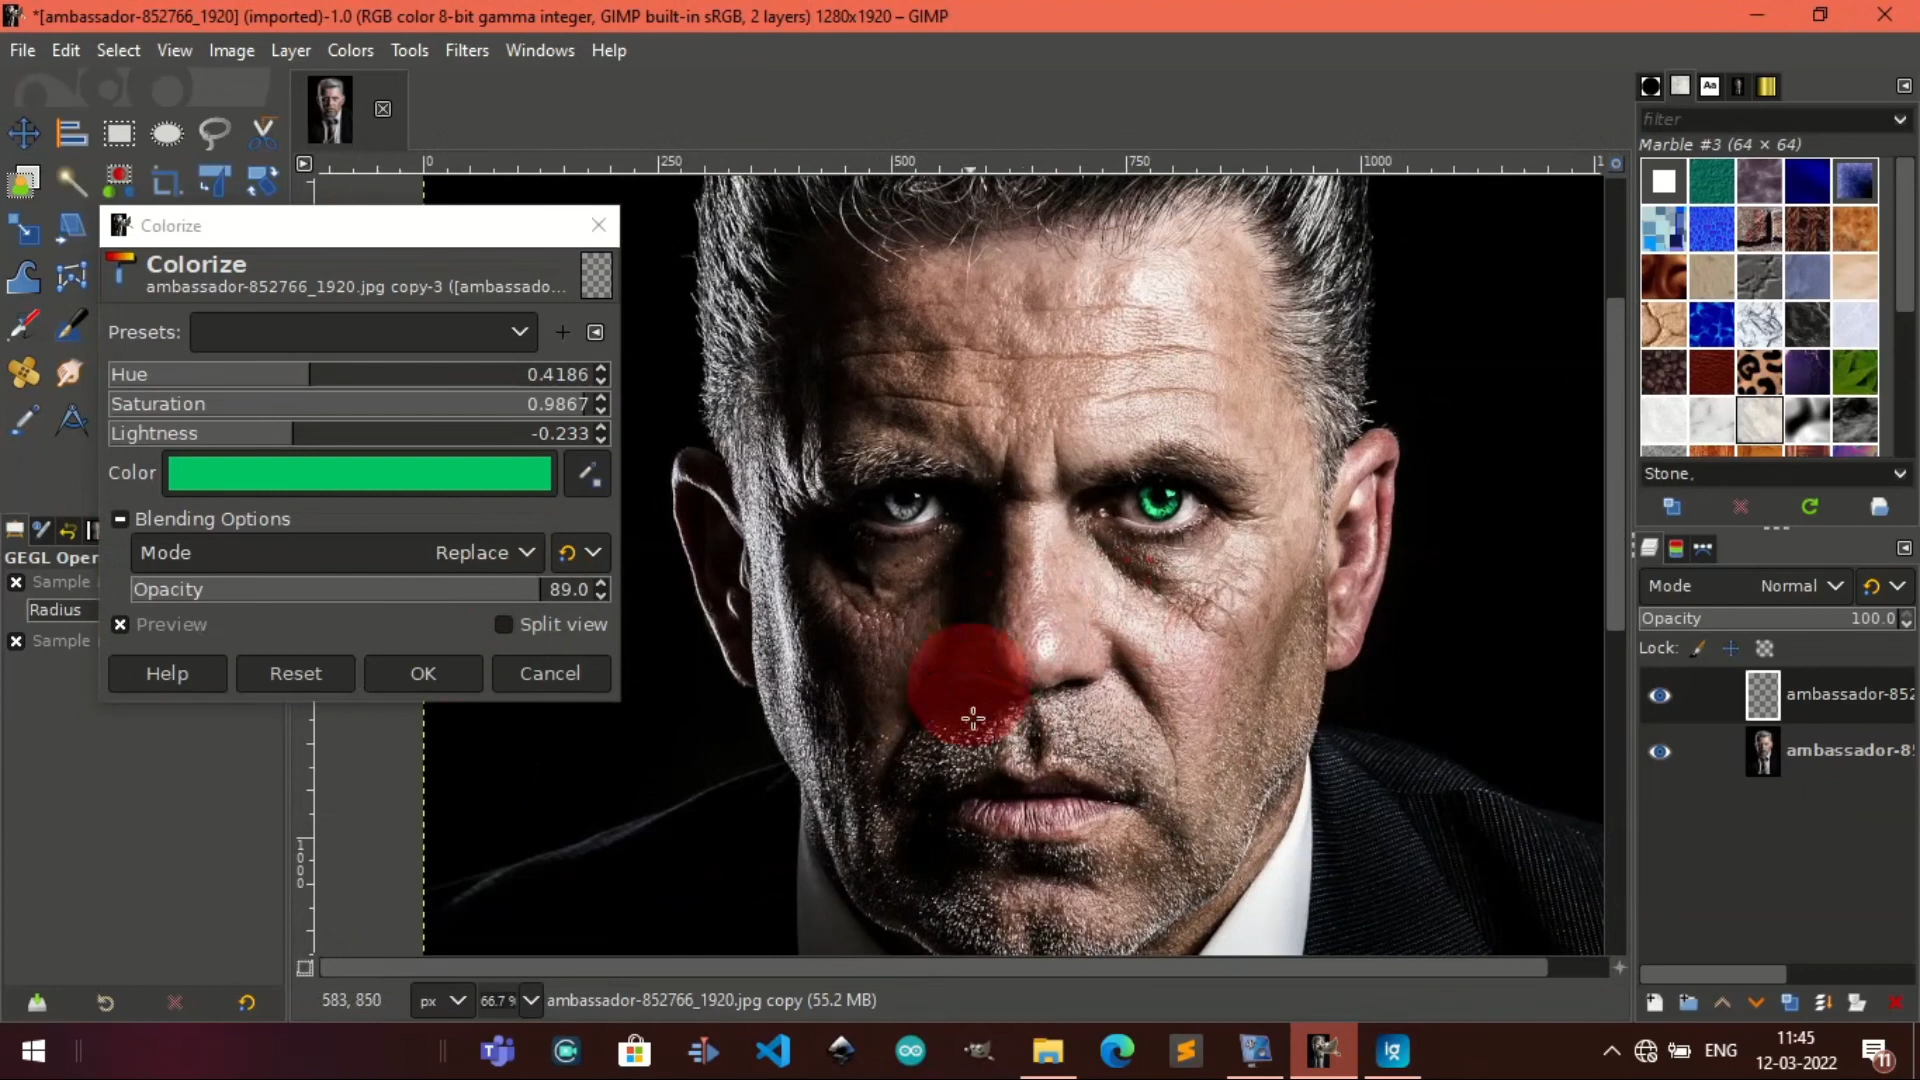 *[ambassador-852766_1920] (imported)-1.0 (RGB color 8-bit gamma integer, GIMP built-in sRGB, 2 layers) 1280x1920 – GIMP
File Edit Select View Image Layer Colors Tools Filters Windows Help
Aa
filter
Marble #3 (64 × 64)
0 250 500 750 1000 1
Colorize
Colorize
ambassador-852766_1920.jpg copy-3 ([ambassado...
Presets:
Hue 0.4186
Saturation 0.9867
Lightness -0.233
Color
Blending Options
Mode Replace
Opacity 89.0
Preview Split view
Help Reset OK Cancel
GEGL Oper
Sample
Radius
Sample
Stone,
Mode Normal
Opacity 100.0
Lock:
ambassador-852
ambassador-8
1000
583, 850 px 66.7 ambassador-852766_1920.jpg copy (55.2 MB)
ENG
11:45
12-03-2022
11
Ig